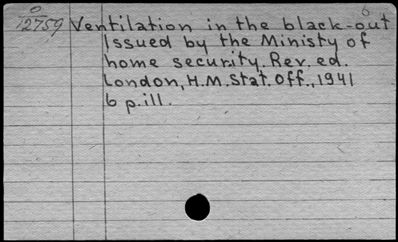 6
O
12759 Ventilation in the black-out
Issued by the Ministy of
home security. Rev. ed.
London, H.M. Stat. Off., 1941
6 p. ill.